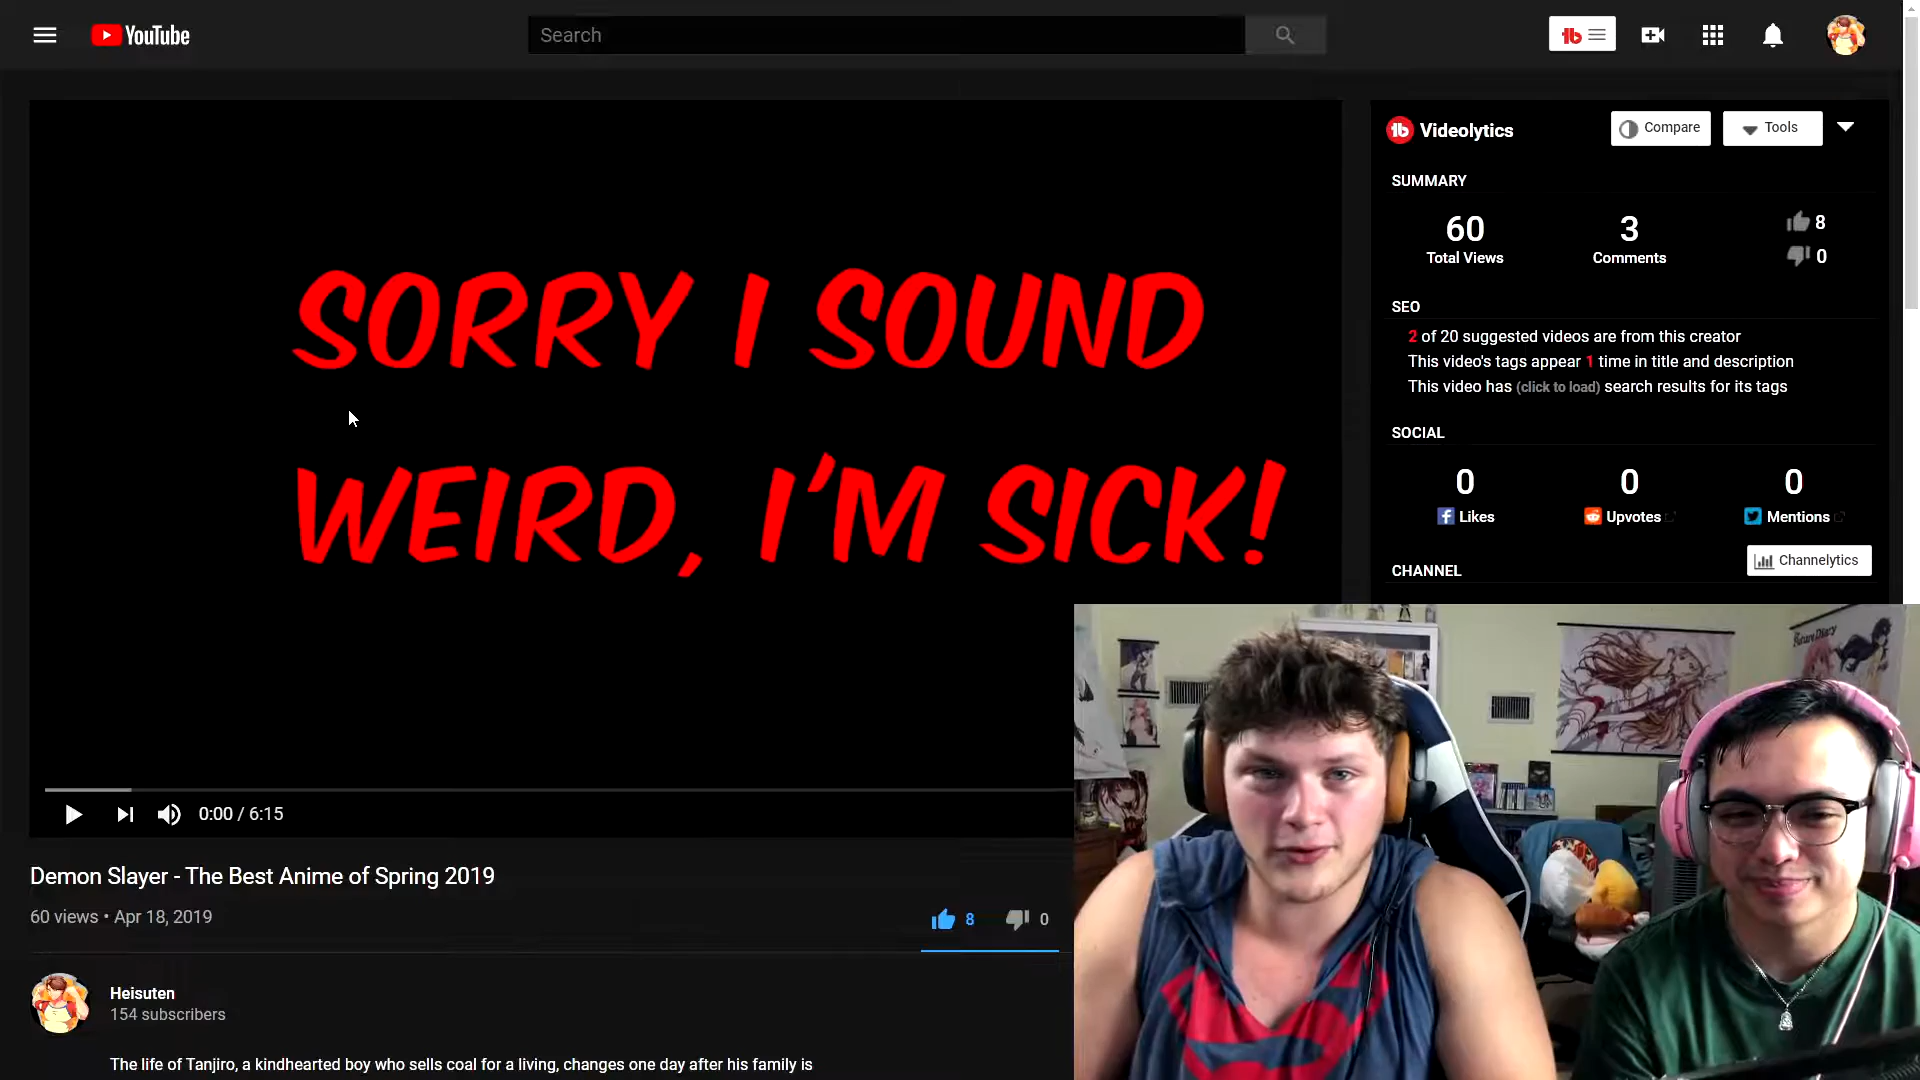 YouTube
Search
SORRY I SOUND
WEIRD, I'M SICK!
0:00 / 6:15
Demon Slayer - The Best Anime of Spring 2019
60 views • Apr 18, 2019
8
0
Heisuten
154 subscribers
The life of Tanjiro, a kindhearted boy who sells coal for a living, changes one day after his family is
tb
tb Videolytics
Compare
Tools
SUMMARY
60
3
8
Total Views
Comments
0
SEO
2 of 20 suggested videos are from this creator
This video's tags appear 1 time in title and description
This video has (click to load) search results for its tags
SOCIAL
0
0
0
Likes
Upvotes
Mentions
CHANNEL
Channelytics
Future Diary